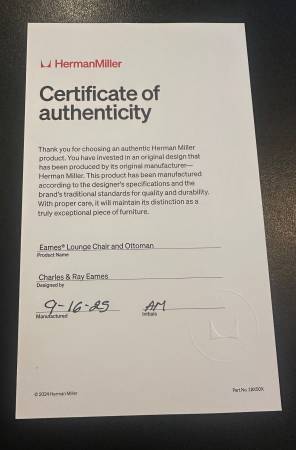 HermanMiller
Certificate of
authenticity
Thank you for choosing an authentic Herman Miller
product. You have invested in an original design that
has been produced by its original manufacturer—
Herman Miller. This product has been manufactured
according to the designer's specifications and the
brand's traditional standards for quality and durability.
With proper care, it will maintain its distinction as a
truly exceptional piece of furniture.
Eames® Lounge Chair and Ottoman
Product Name
Charles & Ray Eames
Designed by
9-16-25 AM
Manufactured Initials
© 2024 Herman Miller